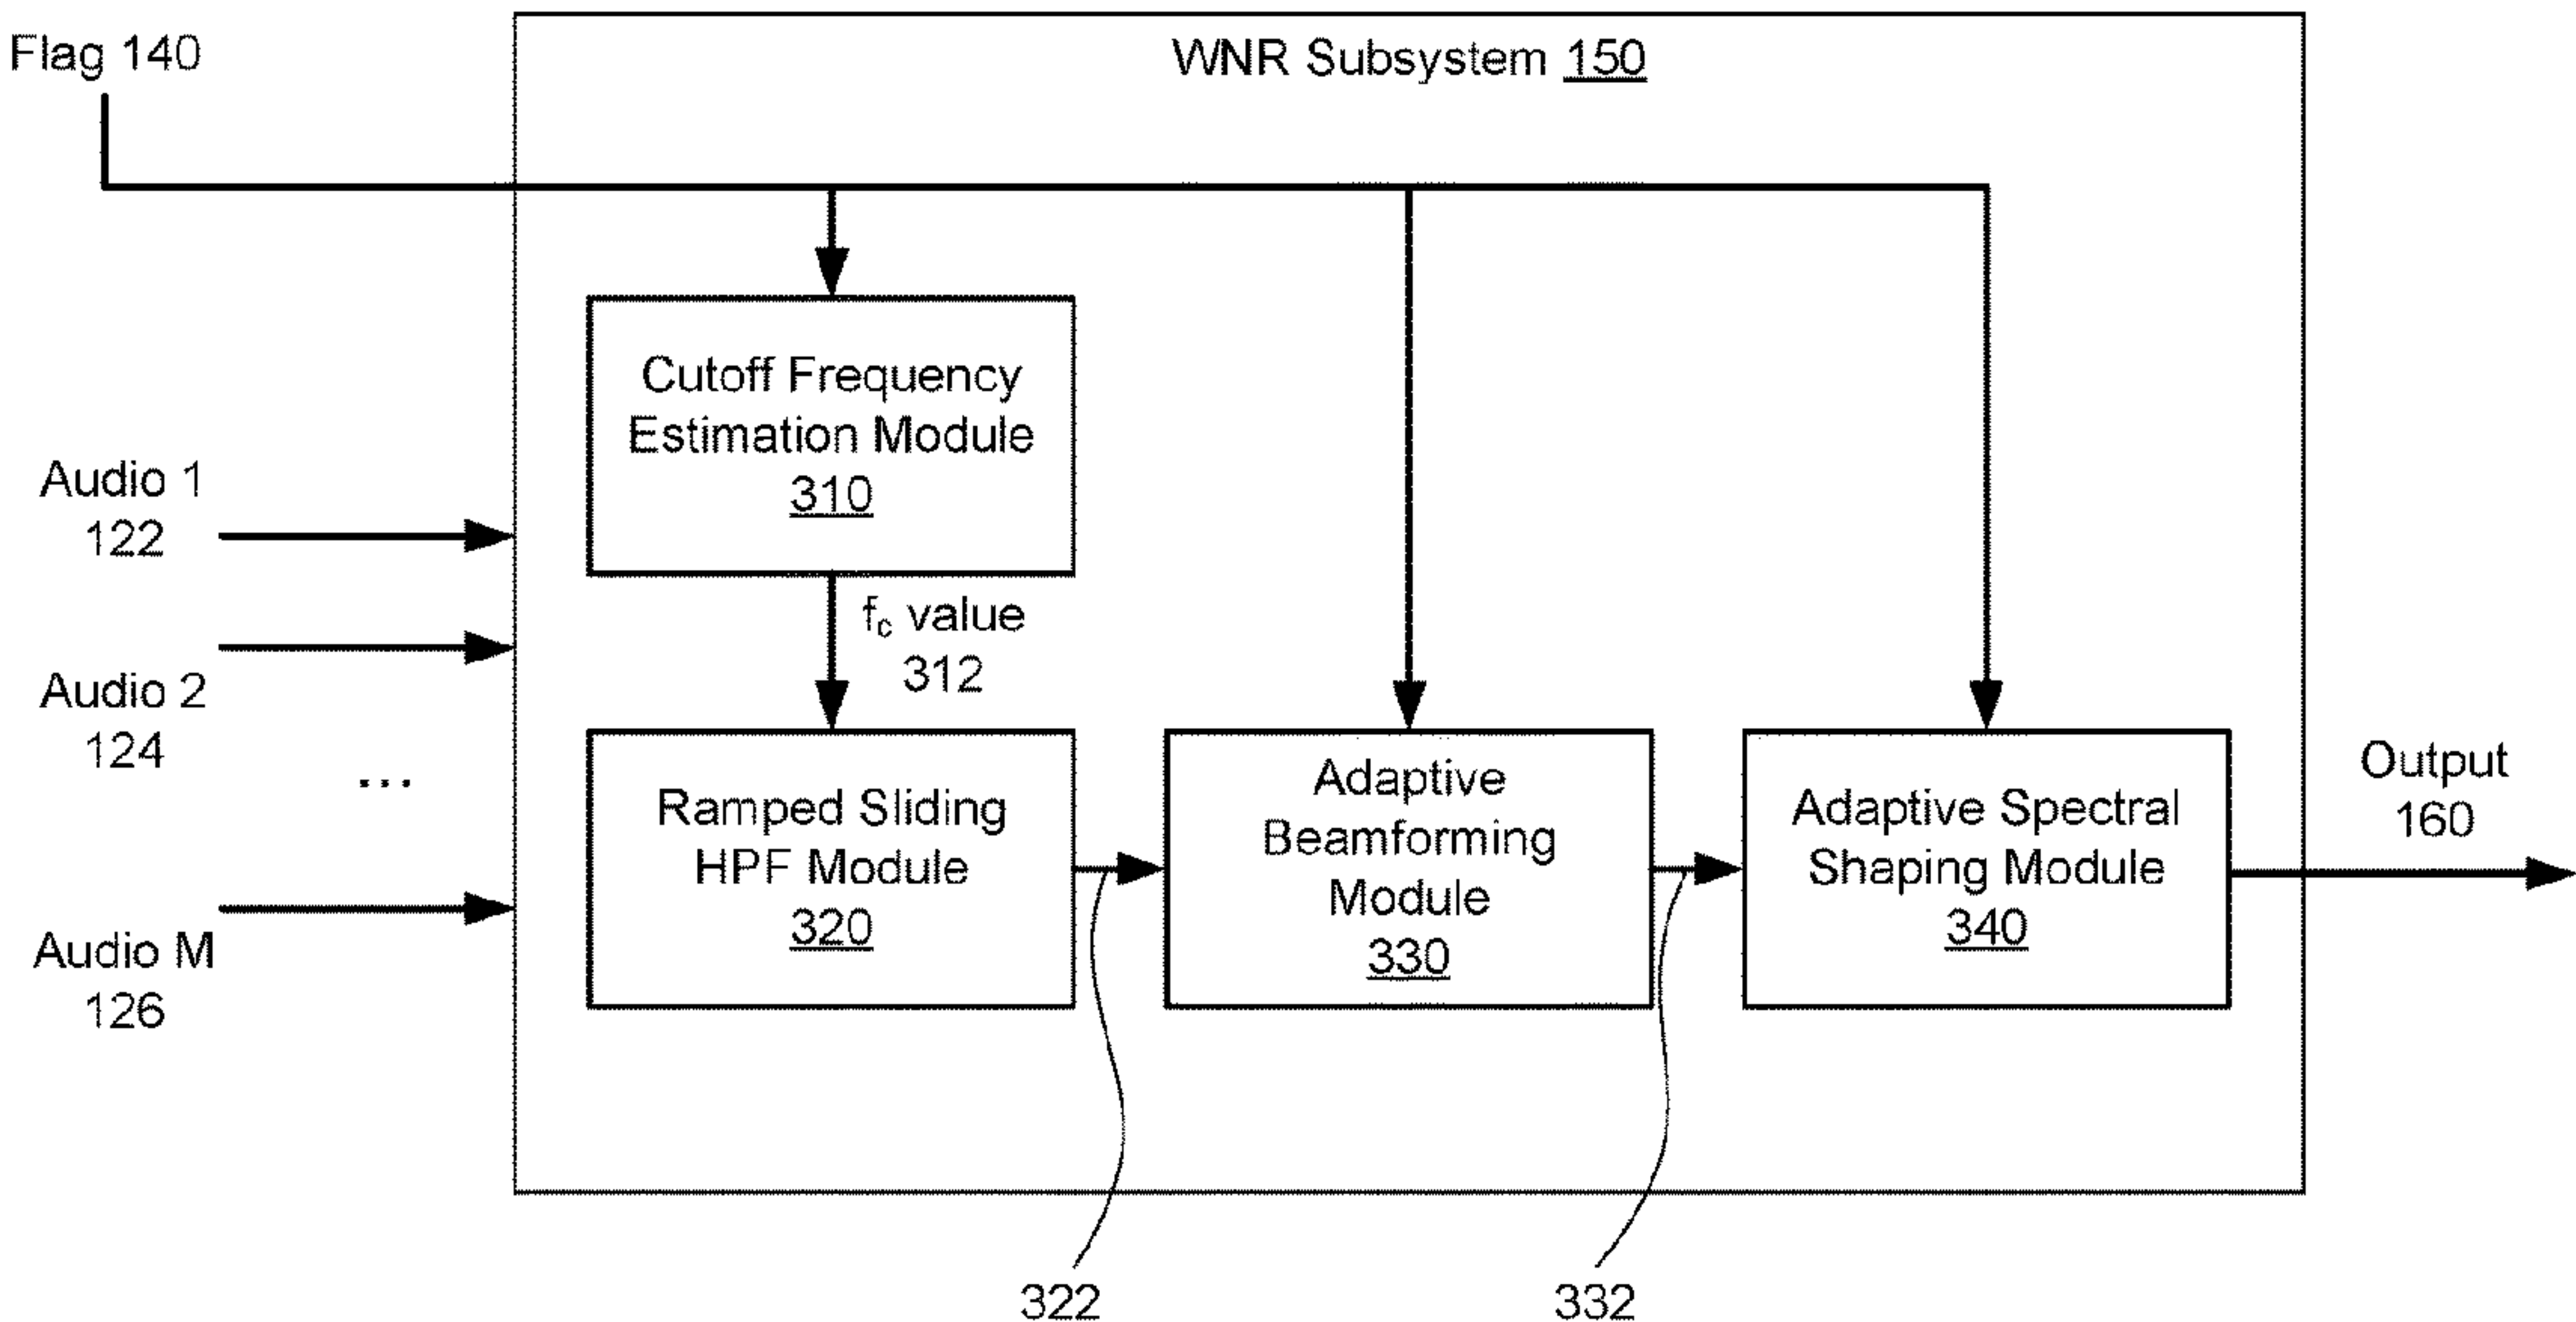 Flag 140
WNR Subsystem 150
Cutoff Frequency
Estimation Module
310
Audio 1
122
f_c value
312
Audio 2
124
...
Audio M
126
Ramped Sliding
HPF Module
320
Adaptive
Beamforming
Module
330
Adaptive Spectral
Shaping Module
340
Output
160
322
332